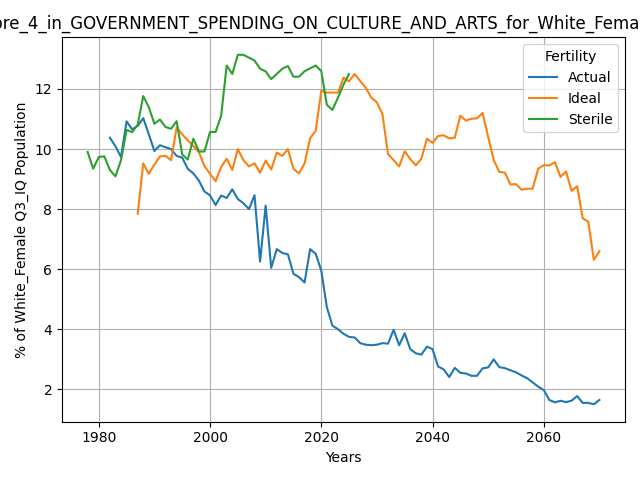 ore_4_in_GOVERNMENT_SPENDING_ON_CULTURE_AND_ARTS_for_White_Fema
Fertility
Actual
Ideal
Sterile
% of White_Female Q3_IQ Population
12
10
8
6
4
2
1980
2000
2020
2040
2060
Years